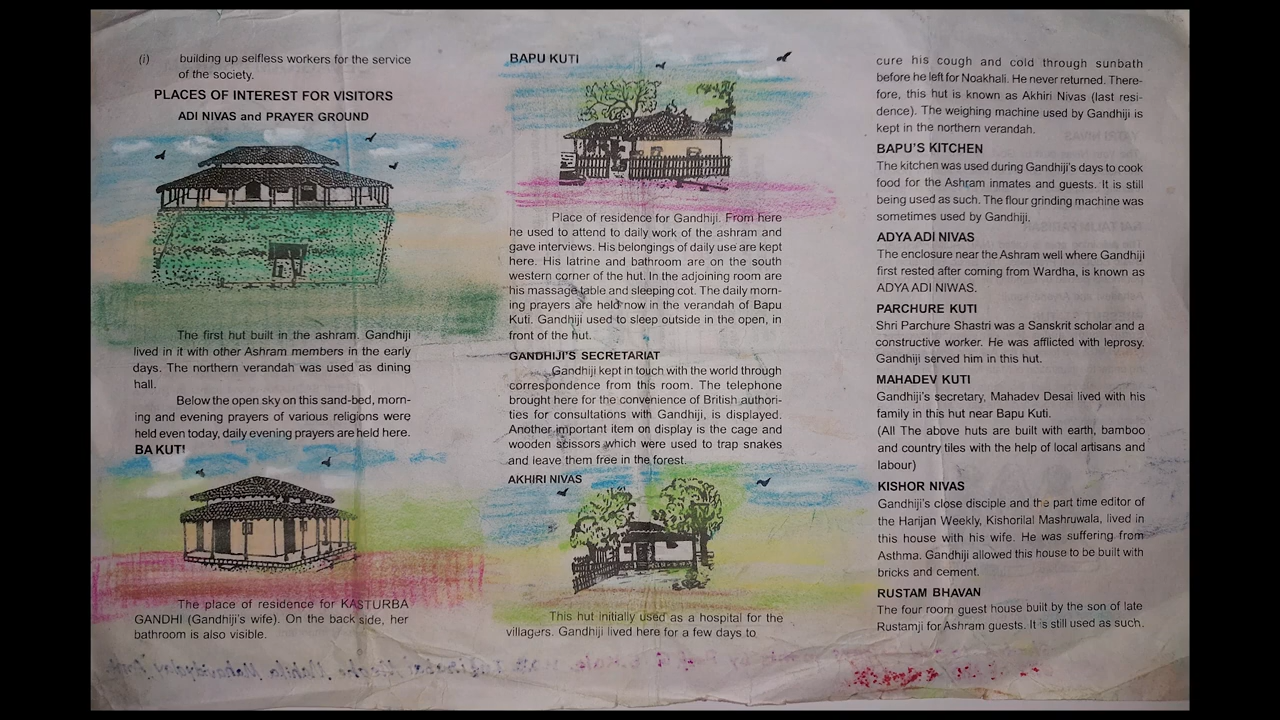 (i) building up selfless workers for the service
of the society.
PLACES OF INTEREST FOR VISITORS
ADI NIVAS and PRAYER GROUND
The first hut built in the ashram. Gandhiji
lived in it with other Ashram members in the early
days. The northern verandah was used as dining
hall.
Below the open sky on this sand-bed, morn-
ing and evening prayers of various religions were
held even today, daily evening prayers are held here.
BA KUTI
The place of residence for KASTURBA
GANDHI (Gandhiji's wife). On the back side, her
bathroom is also visible.
BAPU KUTI
Place of residence for Gandhiji. From here
he used to attend to daily work of the ashram and
gave interviews. His belongings of daily use are kept
here. His latrine and bathroom are on the south
western corner of the hut. In the adjoining room are
his massage table and sleeping cot. The daily morn-
ing prayers are held now in the verandah of Bapu
Kuti. Gandhiji used to sleep outside in the open, in
front of the hut.
GANDHIJI'S SECRETARIAT
Gandhiji kept in touch with the world through
correspondence from this room. The telephone
brought here for the convenience of British authori-
ties for consultations with Gandhiji, is displayed.
Another important item on display is the cage and
wooden scissors which were used to trap snakes
and leave them free in the forest.
AKHIRI NIVAS
This hut initially used as a hospital for the
villagers. Gandhiji lived here for a few days to
cure his cough and cold through sunbath
before he left for Noakhali. He never returned. There-
fore, this hut is known as Akhiri Nivas (last resi-
dence). The weighing machine used by Gandhiji is
kept in the northern verandah.
BAPU'S KITCHEN
The kitchen was used during Gandhiji's days to cook
food for the Ashram inmates and guests. It is still
being used as such. The flour grinding machine was
sometimes used by Gandhiji.
ADYA ADI NIVAS
The enclosure near the Ashram well where Gandhiji
first rested after coming from Wardha, is known as
ADYA ADI NIWAS.
PARCHURE KUTI
Shri Parchure Shastri was a Sanskrit scholar and a
constructive worker. He was afflicted with leprosy.
Gandhiji served him in this hut.
MAHADEV KUTI
Gandhiji's secretary, Mahadev Desai lived with his
family in this hut near Bapu Kuti.
(All The above huts are built with earth, bamboo
and country tiles with the help of local artisans and
labour)
KISHOR NIVAS
Gandhiji's close disciple and the part time editor of
the Harijan Weekly, Kishorilal Mashruwala, lived in
this house with his wife. He was suffering from
Asthma. Gandhiji allowed this house to be built with
bricks and cement.
RUSTAM BHAVAN
The four room guest house built by the son of late
Rustamji for Ashram guests. It is still used as such.